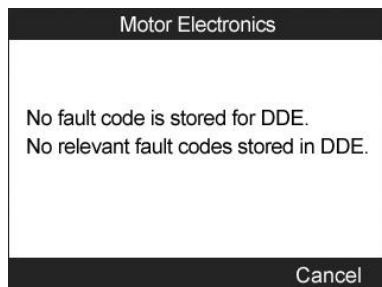 Motor Electronics
No fault code is stored for DDE.
No relevant fault codes stored in DDE.
Cancel